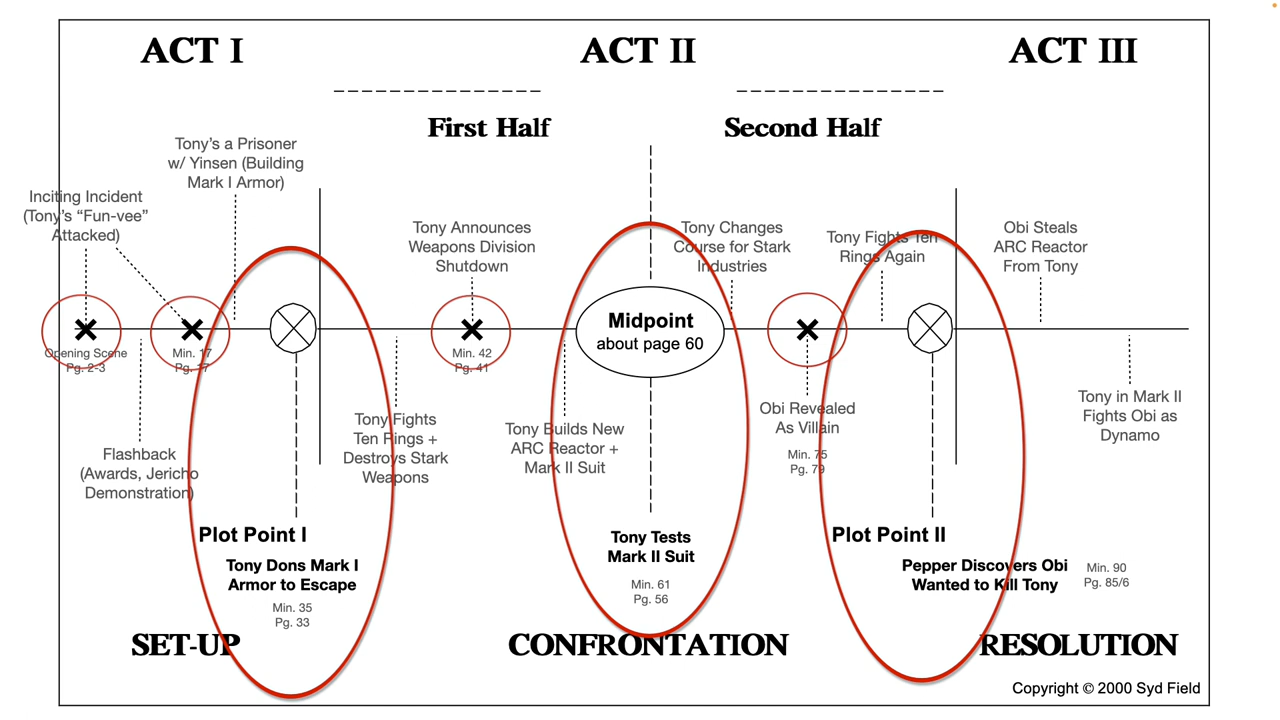 ACT I
ACT II
ACT III
First Half
Second Half
Tony's a Prisoner
w/ Yinsen (Building
Mark I Armor)
Inciting Incident
(Tony's “Fun-vee”
Attacked)
Tony Announces
Weapons Division
Shutdown
Tony Changes
Course for Stark
Industries
Tony Fights Ten
Rings Again
Obi Steals
ARC Reactor
From Tony
Opening Scene
Pg. 2-3
Min. 17
Pg. 17
Min. 42
Pg. 41
Midpoint
about page 60
Flashback
(Awards, Jericho
Demonstration)
Tony Fights
Ten Rings +
Destroys Stark
Weapons
Tony Builds New
ARC Reactor +
Mark II Suit
Obi Revealed
As Villain
Min. 75
Pg. 79
Tony in Mark II
Fights Obi as
Dynamo
Plot Point I
Tony Dons Mark I
Armor to Escape
Min. 35
Pg. 33
Tony Tests
Mark II Suit
Min. 61
Pg. 56
Plot Point II
Pepper Discovers Obi
Wanted to Kill Tony
Min. 90
Pg. 85/6
SET-UP
CONFRONTATION
RESOLUTION
Copyright © 2000 Syd Field